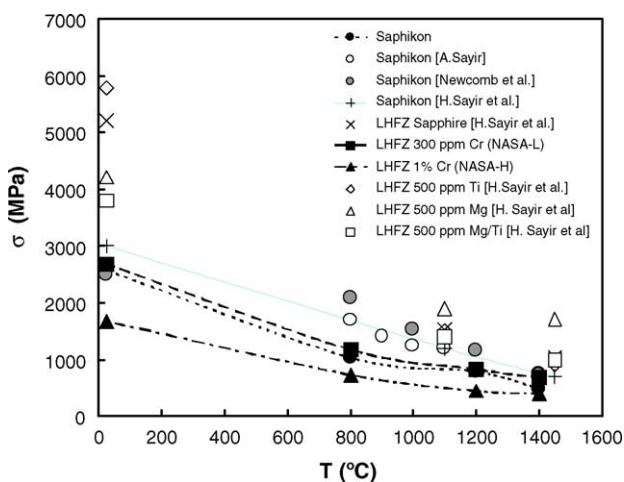 6000
5000
4000
3000
2000
1000
0
σ (MPa)
Saphikon
Saphikon [A.Sayir]
Saphikon [Newcomb et al.]
Saphikon [H.Sayir et al.]
LHFZ Sapphire [H.Sayir et al.]
LHFZ 300 ppm Cr (NASA-L)
LHFZ 1% Cr (NASA-H)
LHFZ 500 ppm Ti [H.Sayir et al.]
LHFZ 500 ppm Mg [H. Sayir et al]
LHFZ 500 ppm Mg/Ti [H. Sayir et al]
0 200 400 600 800 1000 1200 1400 1600
T (ºC)